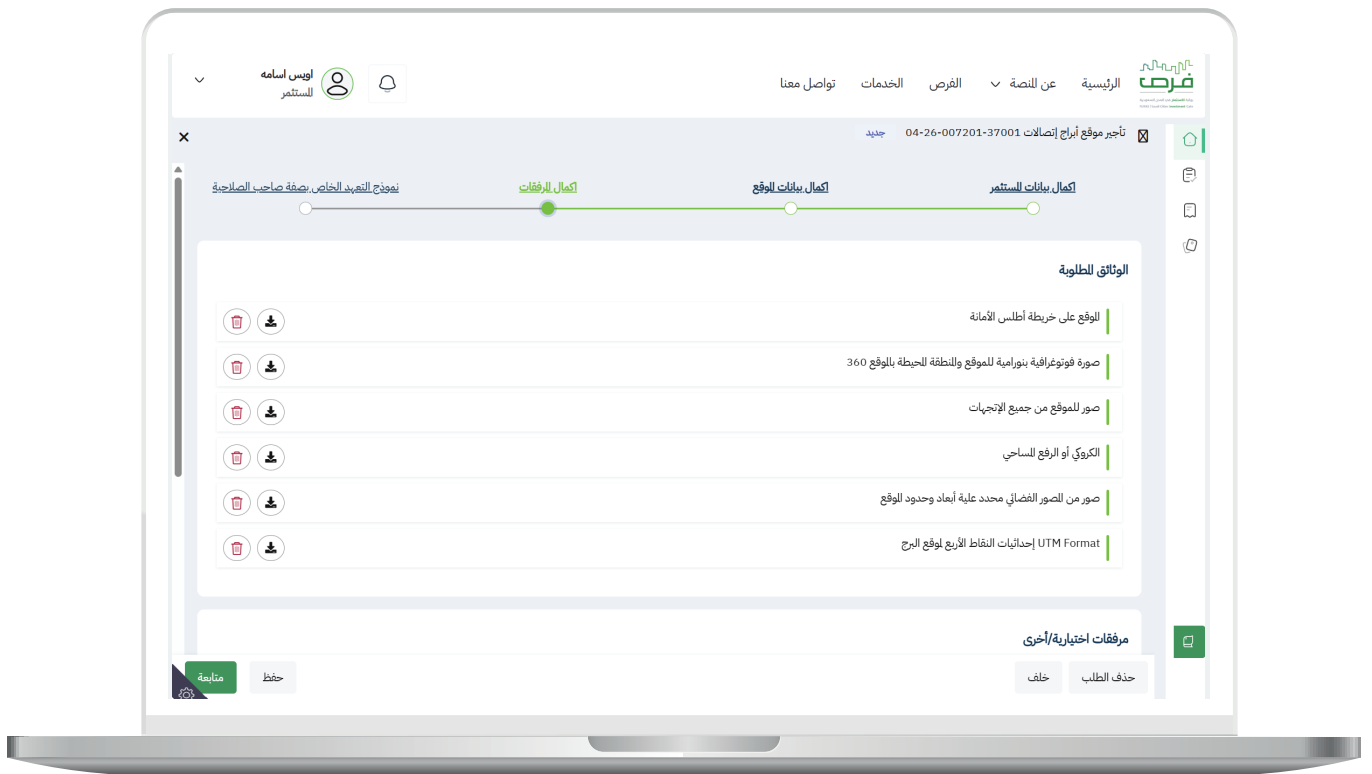 فرص
الرئيسية
عن المنصة
الفرص
الخدمات
تواصل معنا
اويس اسامه
المستثمر
تأجير موقع أبراج إتصالات 37001-007201-26-04 جديد
اكمال بيانات المستثمر
اكمال بيانات الموقع
اكمال المرفقات
نموذج التعهد الخاص بصفة صاحب الصلاحية
الوثائق المطلوبة
الموقع على خريطة أطلس الأمانة
صورة فوتوغرافية بنورامية للموقع والمنطقة المحيطة بالموقع 360
صور للموقع من جميع الإتجهات
الكروكي أو الرفع المساحي
صور من المصور الفضائي محدد علية أبعاد وحدود الموقع
UTM Format إحداثيات النقاط الأربع لموقع البرج
مرفقات اختيارية/أخرى
حذف الطلب
خلف
حفظ
متابعة